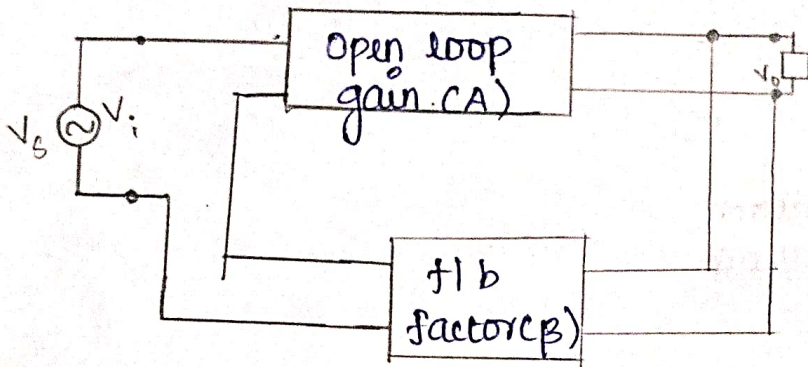 open loop
gain.(A)
Vs
Vi
Vo
f|b
factor(β)